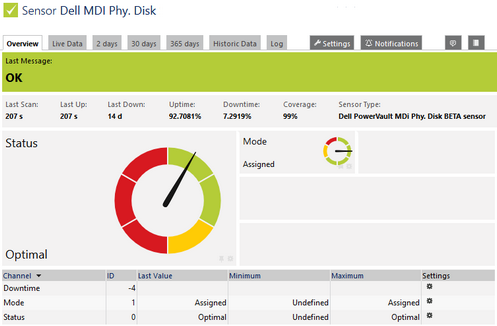 Sensor Dell MDI Phy. Disk
Overview Live Data 2 days 30 days 365 days Historic Data Log Settings Notifications
Last Message:
OK
Last Scan: Last Up: Last Down: Uptime: Downtime: Coverage: Sensor Type:
207 s 207 s 14 d 92.7081% 7.2919% 99% Dell PowerVault MDi Phy. Disk BETA sensor
Status
Optimal
Mode
Assigned
Channel ID Last Value Minimum Maximum Settings
Downtime -4
Mode 1 Assigned Undefined Assigned
Status 0 Optimal Undefined Optimal